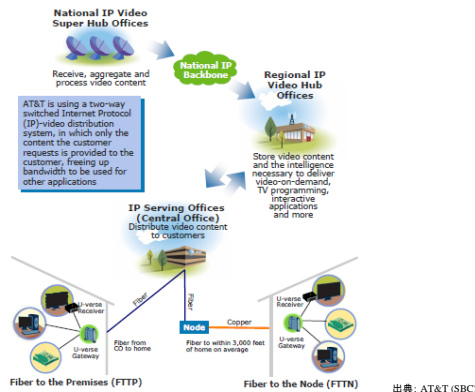 National IP Video
Super Hub Offices
Receive, aggregate and
process video content
National IP
Backbone
Regional IP
Video Hub
Offices
AT&T is using a two-way
switched Internet Protocol
(IP)-video distribution
system, in which only the
content the customer
requests is provided to the
customer, freeing up
bandwidth to be used for
other applications
Store video content
and the intelligence
necessary to deliver
video-on-demand,
TV programming,
interactive
applications
and more
IP Serving Offices
(Central Office)
Distribute video content
to customers
U-verse
Receiver
U-verse
Gateway
Fiber
Fiber
Fiber from
CO to home
Node
Copper
Fiber to within 3,000 feet
of home on average
U-verse
Receiver
U-verse
Gateway
Fiber to the Premises (FTTP)
Fiber to the Node (FTTN)
出典: AT&T (SBC